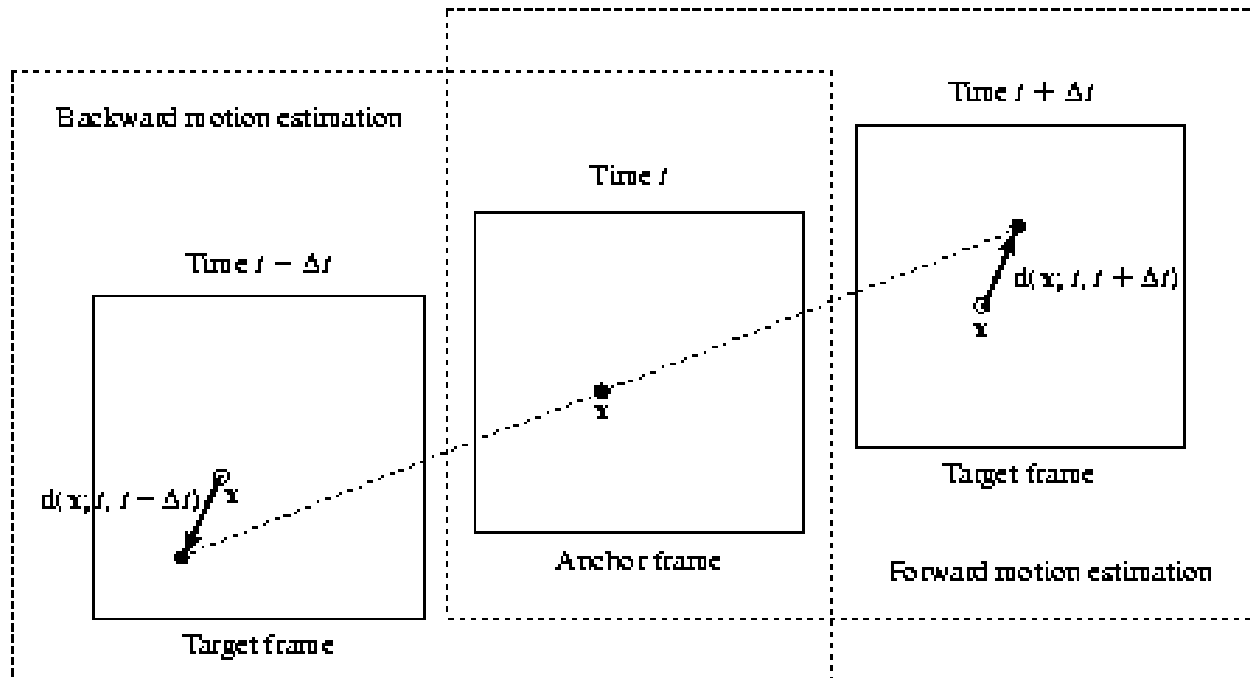 Backward motion estimation
Time t + Δt
Time t
Time t − Δt
d(x; t, t + Δt)
x
x
Target frame
x
d(x; t, t − Δt)
Anchor frame
Forward motion estimation
Target frame